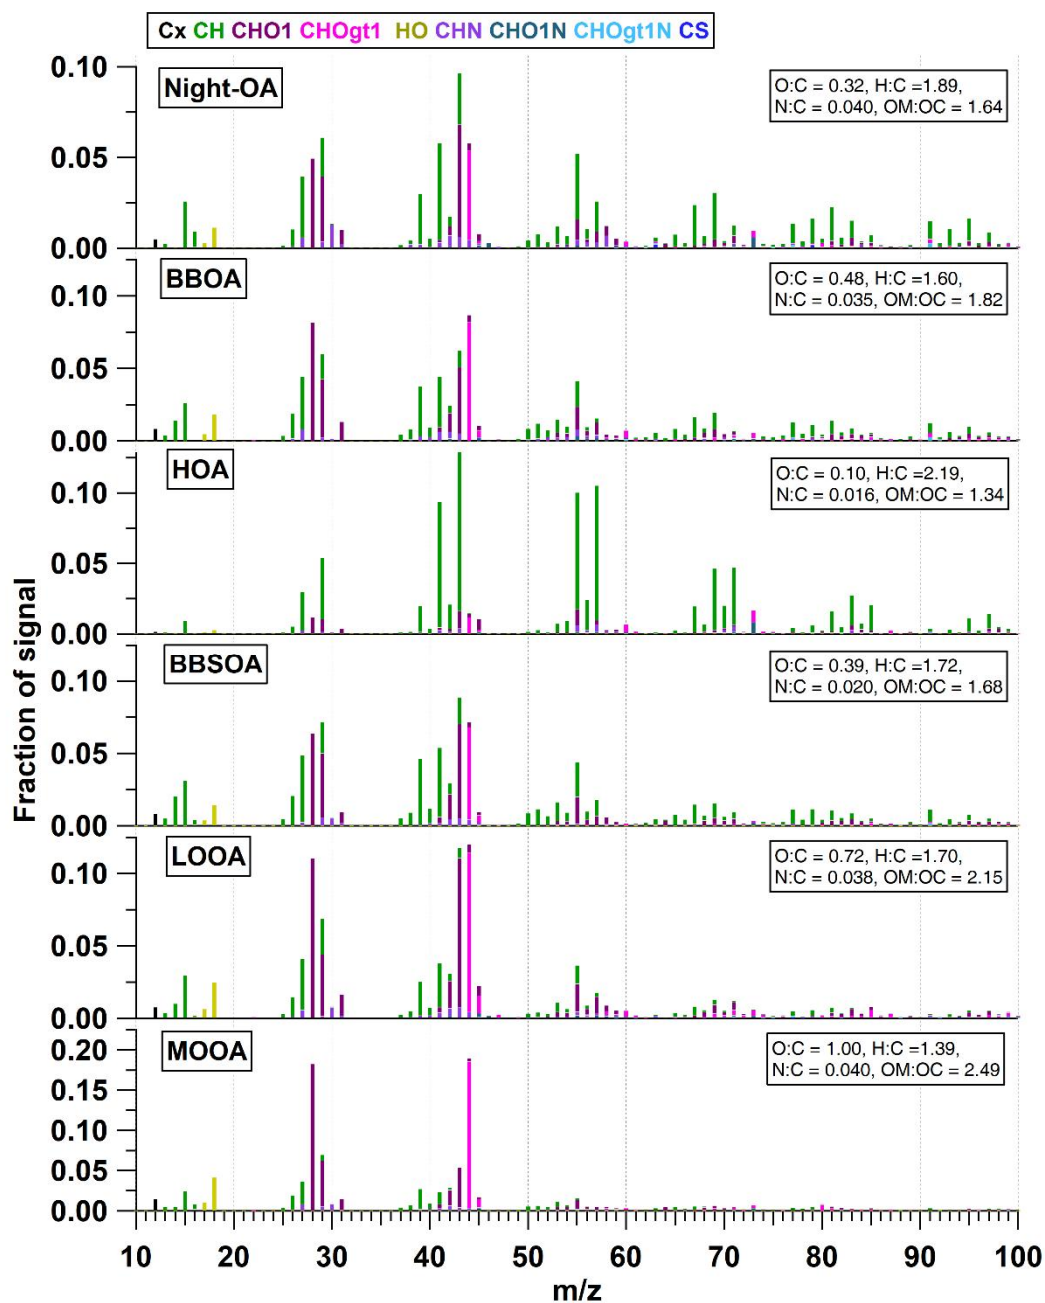 Cx CH CHO1 CHOgt1 HO CHN CHO1N CHOgt1N CS
0.10
0.05
0.00
Night-OA
O:C = 0.32, H:C =1.89,
N:C = 0.040, OM:OC = 1.64
0.10
0.05
0.00
BBOA
O:C = 0.48, H:C =1.60,
N:C = 0.035, OM:OC = 1.82
0.10
0.05
0.00
HOA
O:C = 0.10, H:C =2.19,
N:C = 0.016, OM:OC = 1.34
Fraction of signal
0.10
0.05
0.00
BBSOA
O:C = 0.39, H:C =1.72,
N:C = 0.020, OM:OC = 1.68
0.10
0.05
0.00
LOOA
O:C = 0.72, H:C =1.70,
N:C = 0.038, OM:OC = 2.15
0.20
0.15
0.10
0.05
0.00
MOOA
O:C = 1.00, H:C =1.39,
N:C = 0.040, OM:OC = 2.49
10 20 30 40 50 60 70 80 90 100
m/z